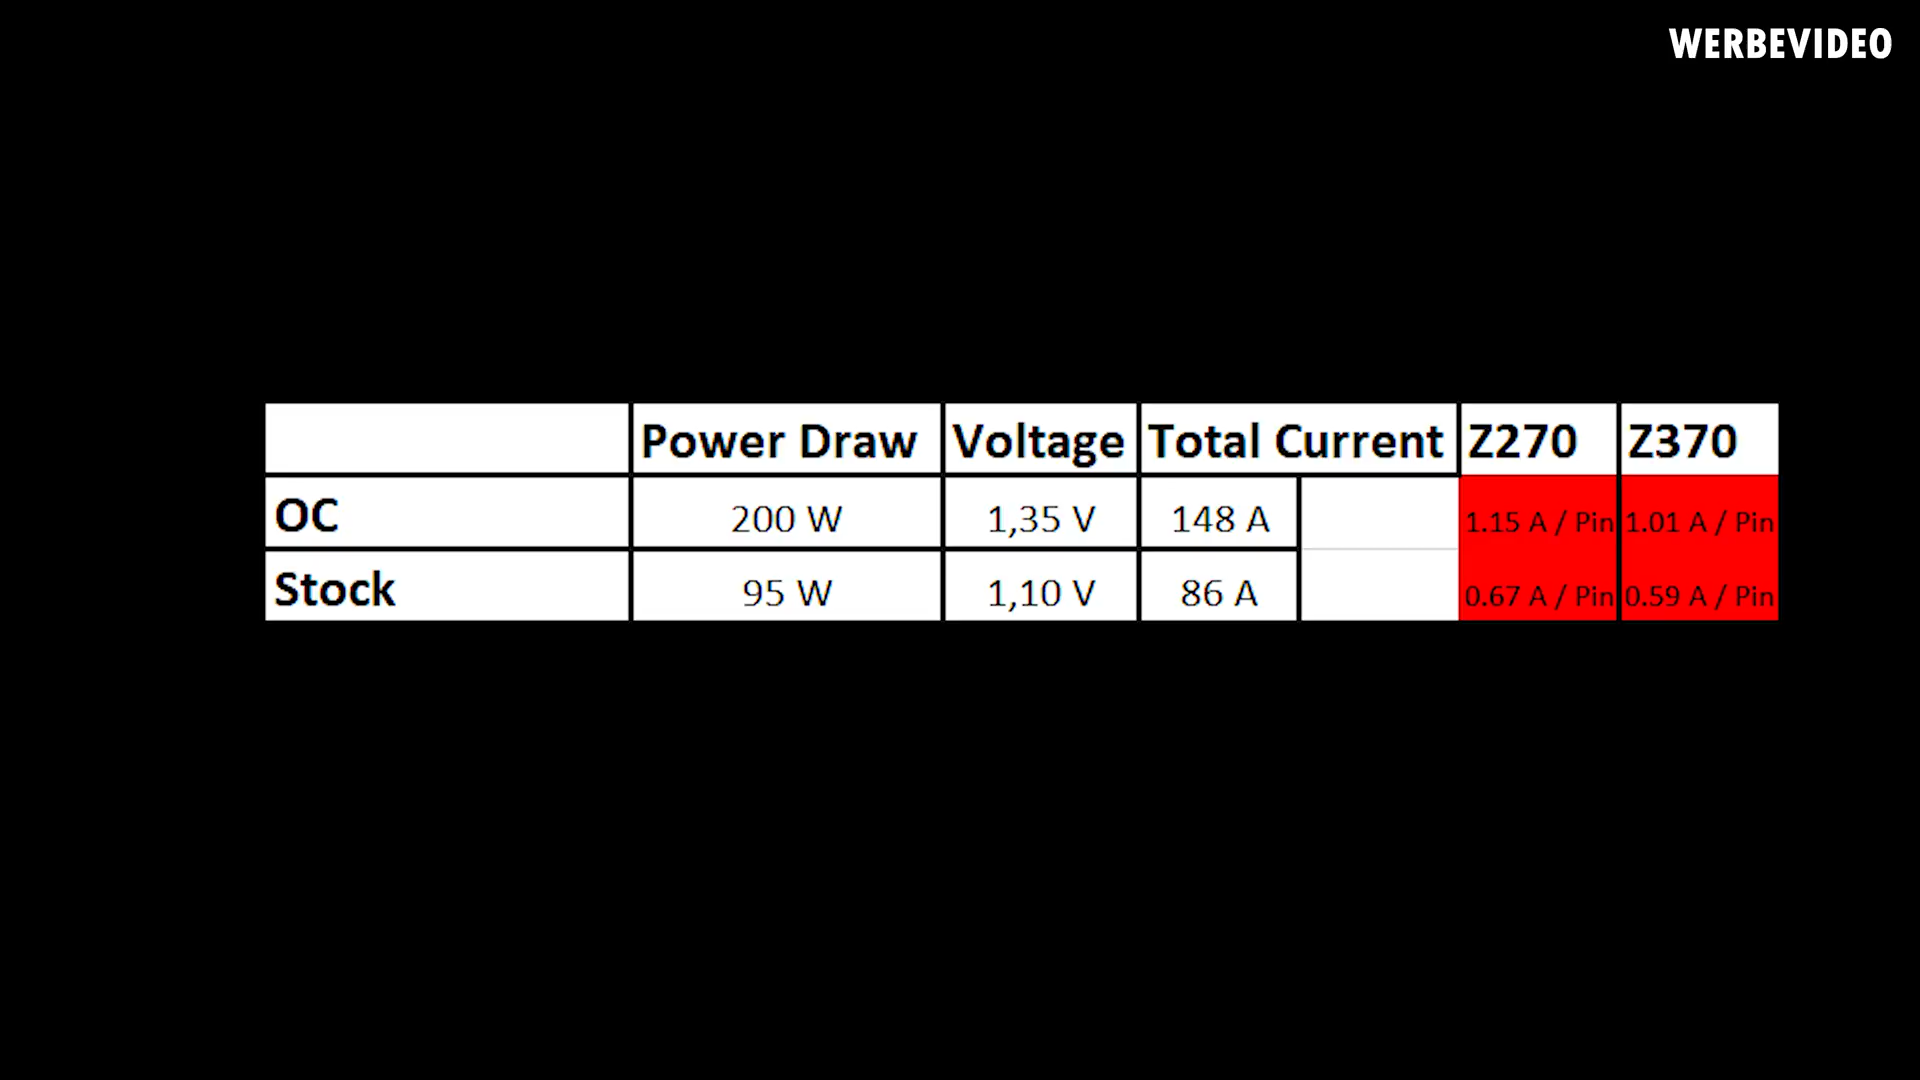 WERBEVIDEO
Power Draw Voltage Total Current Z270 Z370
OC 200 W 1,35 V 148 A 1.15 A / Pin 1.01 A / Pin
Stock 95 W 1,10 V 86 A 0.67 A / Pin 0.59 A / Pin